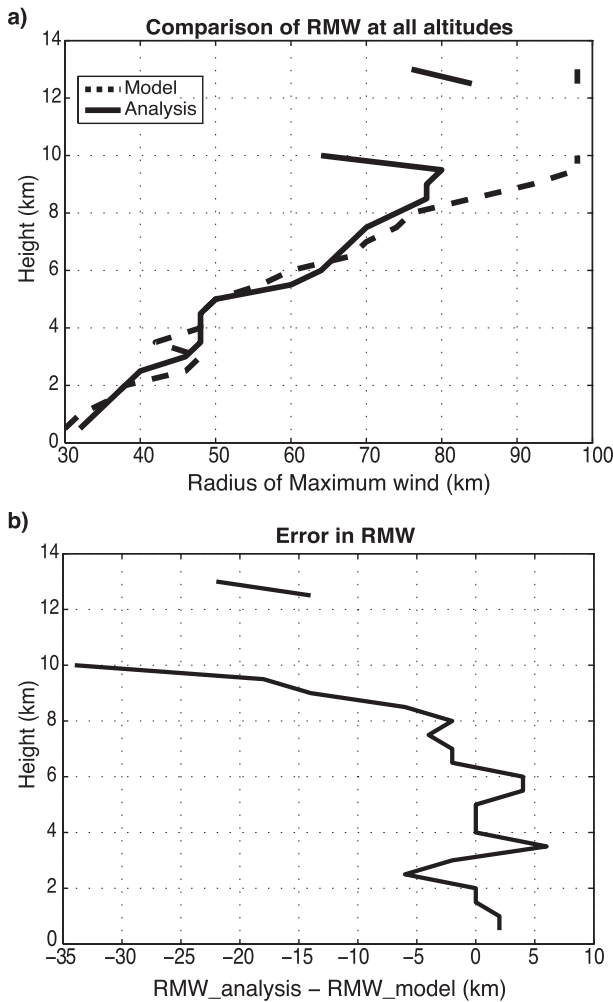 a)
Comparison of RMW at all altitudes
14
12
10
8
6
4
2
0
Height (km)
Model
Analysis
30 40 50 60 70 80 90 100
Radius of Maximum wind (km)
b)
Error in RMW
14
12
10
8
6
4
2
0
Height (km)
−35 −30 −25 −20 −15 −10 −5 0 5 10
RMW_analysis − RMW_model (km)